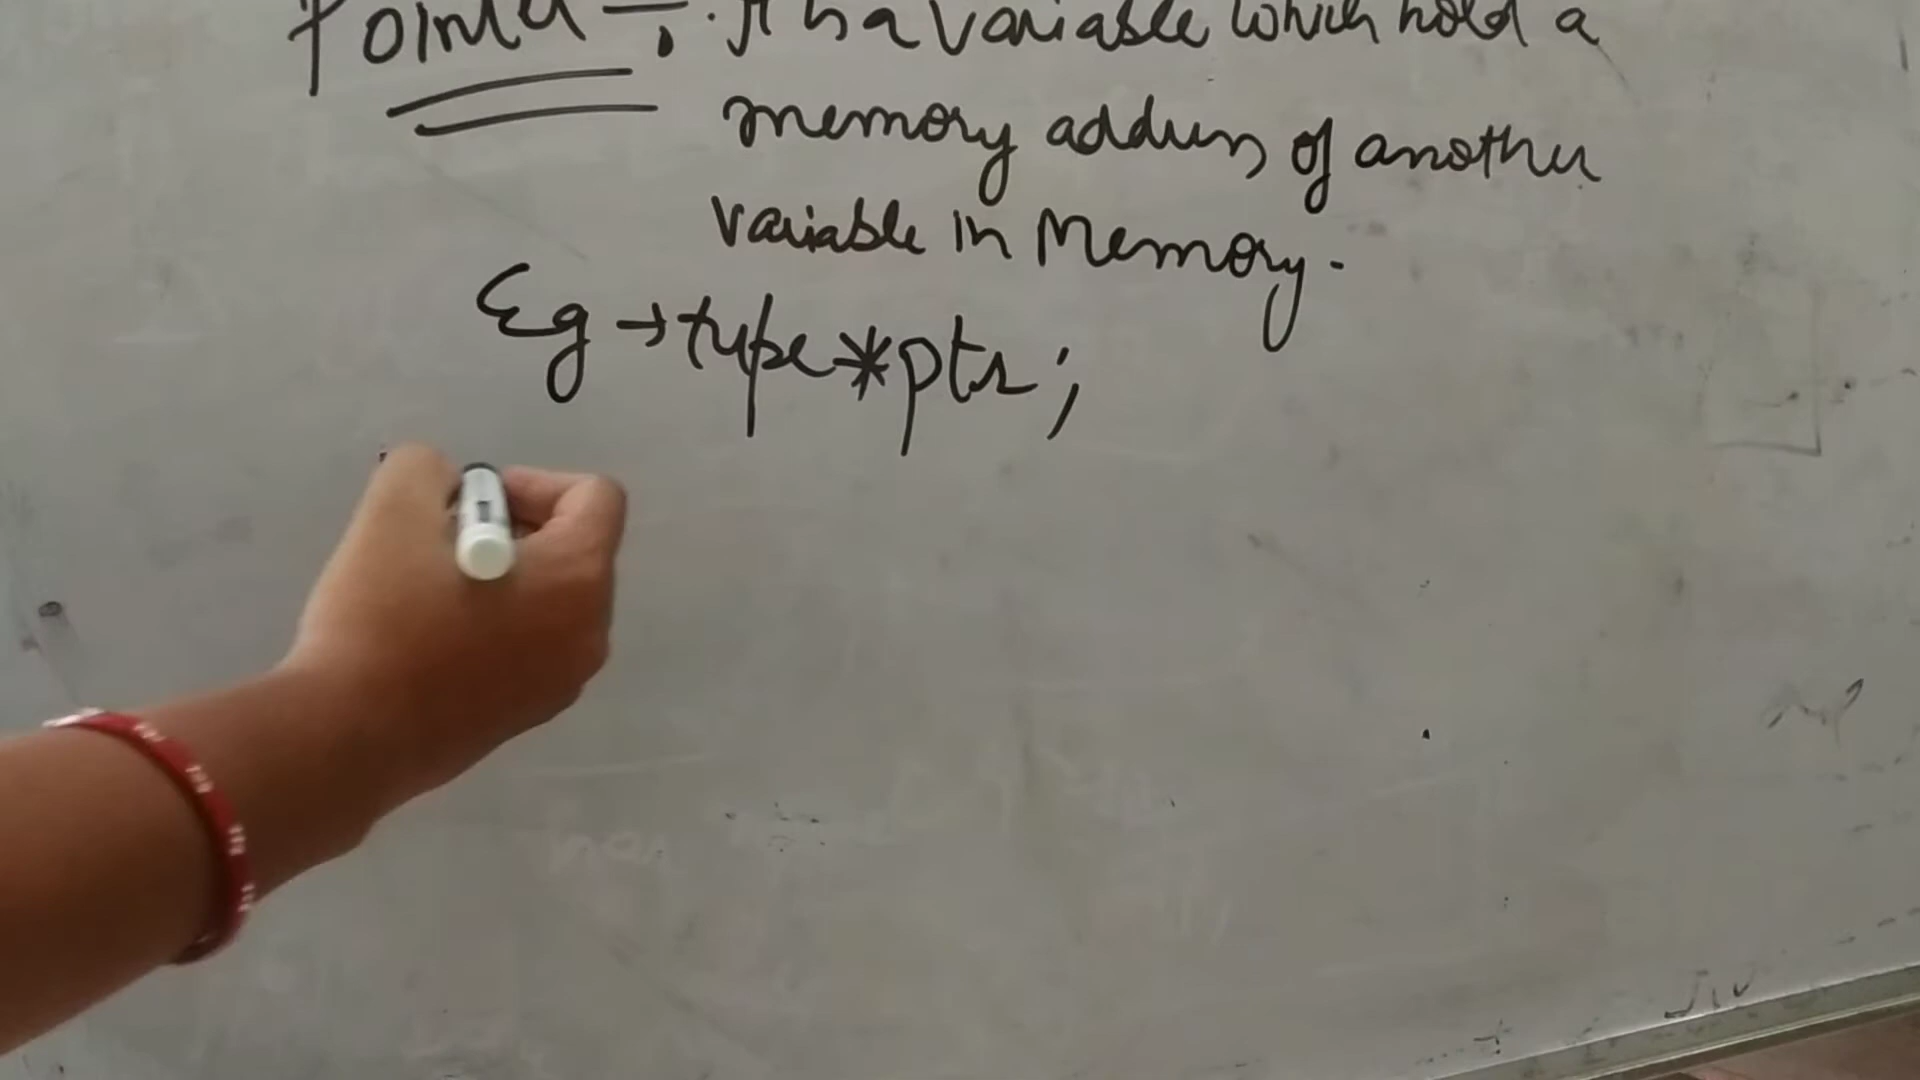 Pointer ÷. It is a variable which hold a
memory address of another
variable in Memory.
Eg → type *ptr;